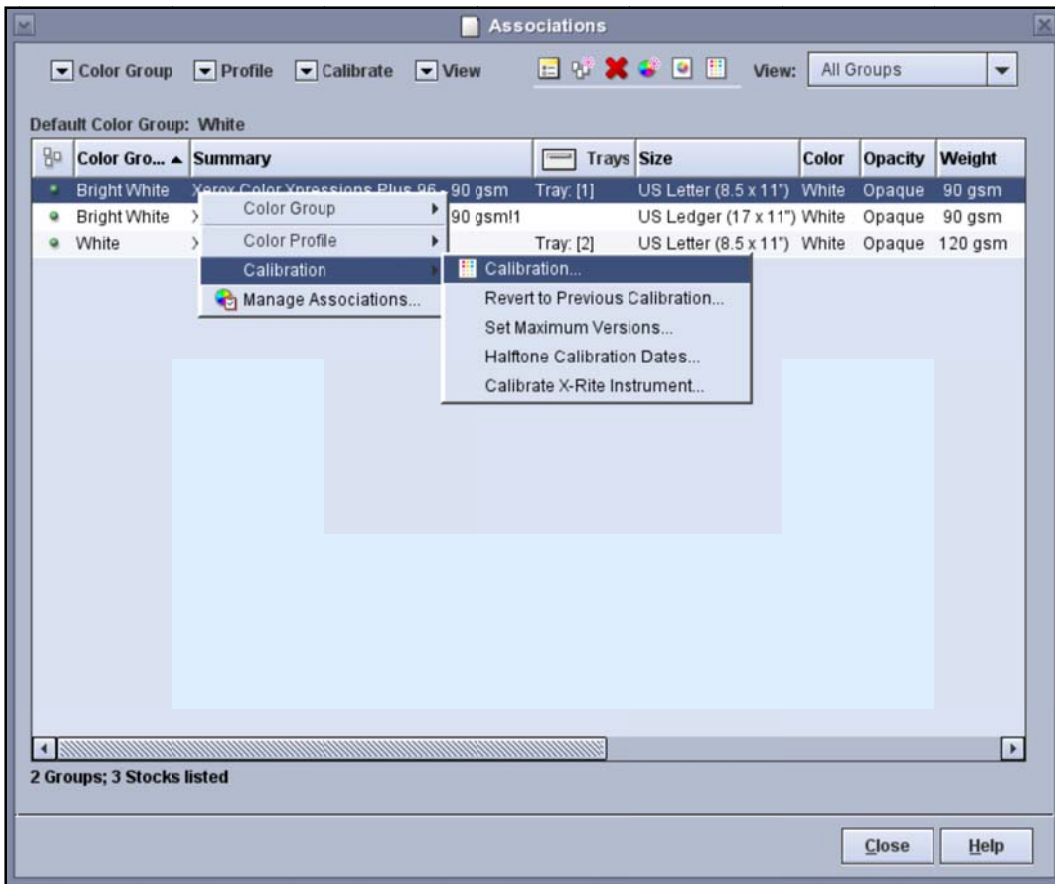 Associations
Color Group Profile Calibrate View View: All Groups
Default Color Group: White
Color Gro... Summary Trays Size Color Opacity Weight
Bright White Xerox Color Xpressions Plus 96 - 90 gsm Tray: [1] US Letter (8.5 x 11") White Opaque 90 gsm
Bright White 90 gsm!1 US Ledger (17 x 11") White Opaque 90 gsm
White Tray: [2] US Letter (8.5 x 11") White Opaque 120 gsm
Color Group
Color Profile
Calibration
Manage Associations...
Calibration...
Revert to Previous Calibration...
Set Maximum Versions...
Halftone Calibration Dates...
Calibrate X-Rite Instrument...
2 Groups; 3 Stocks listed
Close Help